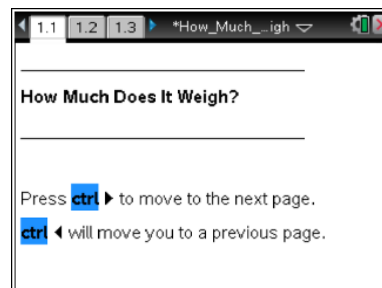 1.1 1.2 1.3 *How_Much_...igh
How Much Does It Weigh?
Press ctrl ▶ to move to the next page.
ctrl ◀ will move you to a previous page.